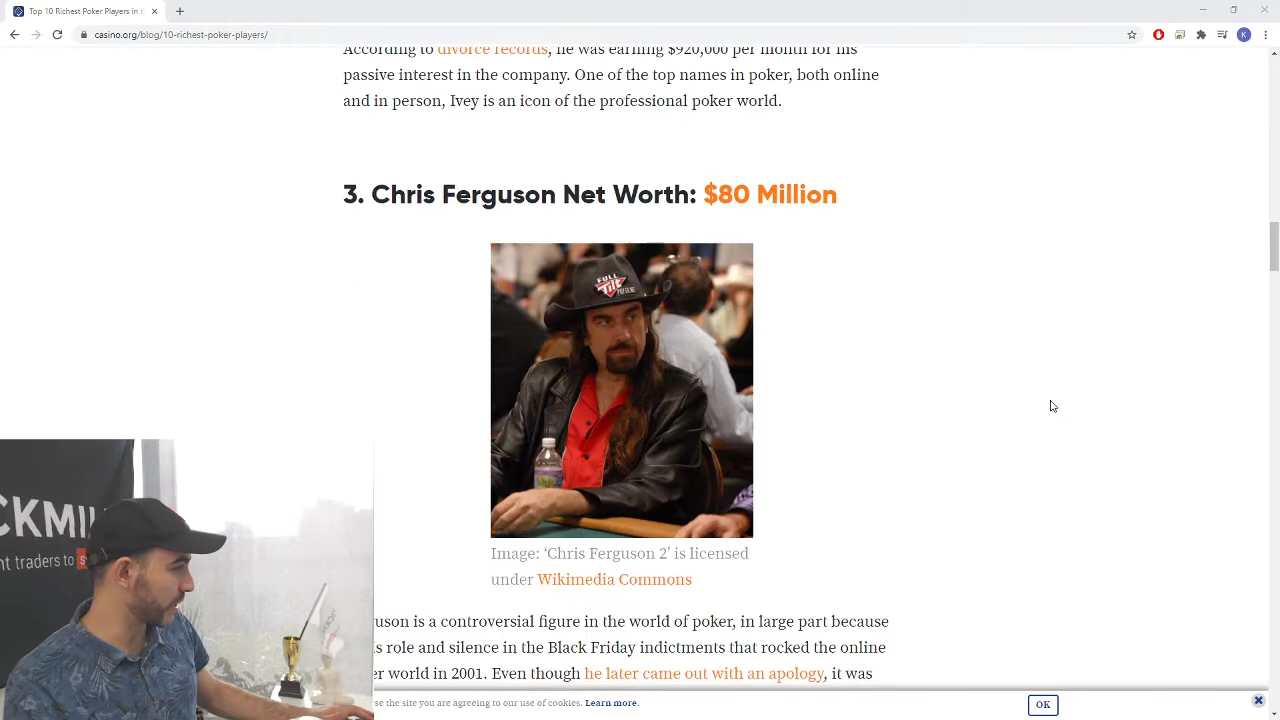 Top 10 Richest Poker Players in t
casino.org/blog/10-richest-poker-players/
K
According to divorce records, he was earning $920,000 per month for his
passive interest in the company. One of the top names in poker, both online
and in person, Ivey is an icon of the professional poker world.
3. Chris Ferguson Net Worth: $80 Million
FULL
Tilt
Image: ‘Chris Ferguson 2’ is licensed
under Wikimedia Commons
CKMI
nt traders to
uson is a controversial figure in the world of poker, in large part because
s role and silence in the Black Friday indictments that rocked the online
er world in 2001. Even though he later came out with an apology, it was
se the site you are agreeing to our use of cookies. Learn more.
OK